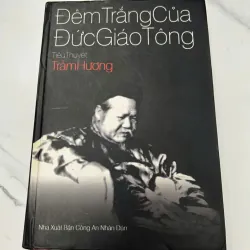 Đêm Trắng Của
Đức Giáo Tông
Tiểu Thuyết
Trầm Hương
Nhà Xuất Bản Công An Nhân Dân